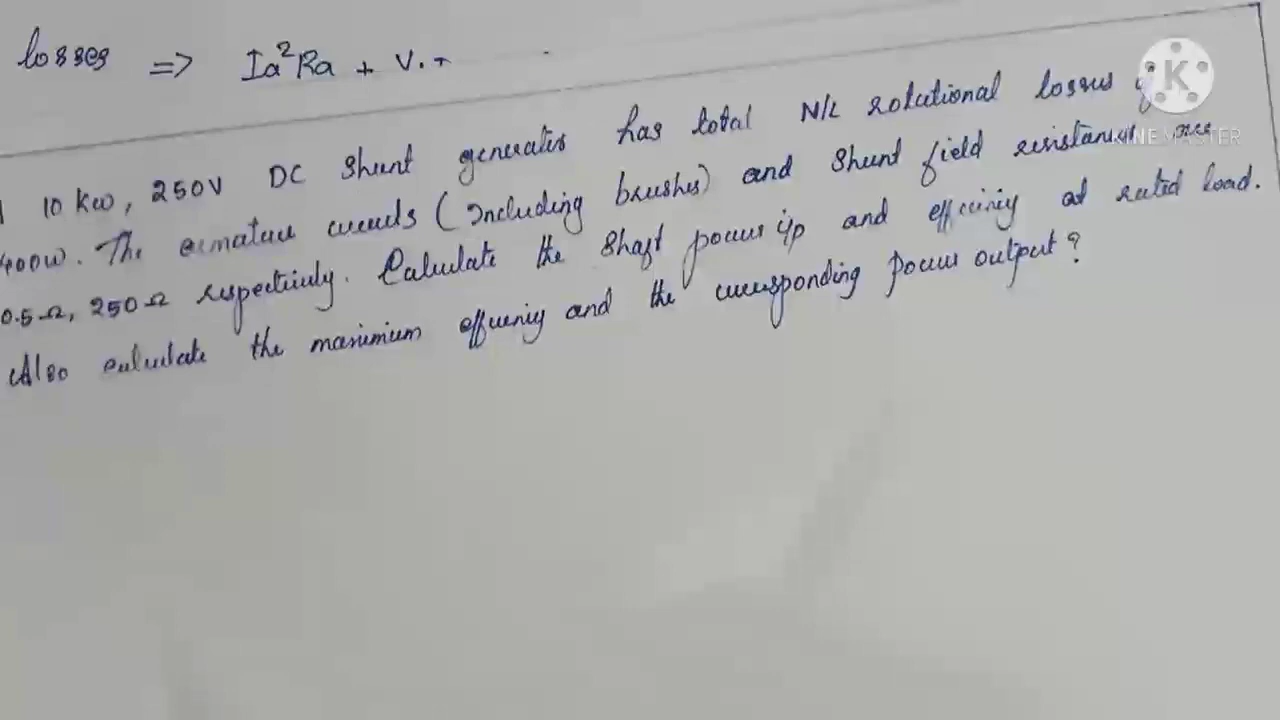 losses => Ia²Ra + V.
10 kw, 250V DC Shunt generator has total N/L rotational losses of
400w. The armature circuits (Including brushes) and Shunt field resistances are
0.5Ω, 250Ω respectively. Calculate the Shaft power i/p and efficiency at rated load.
Also calculate the maximum efficiency and the corresponding power output?
K
KINEMASTER